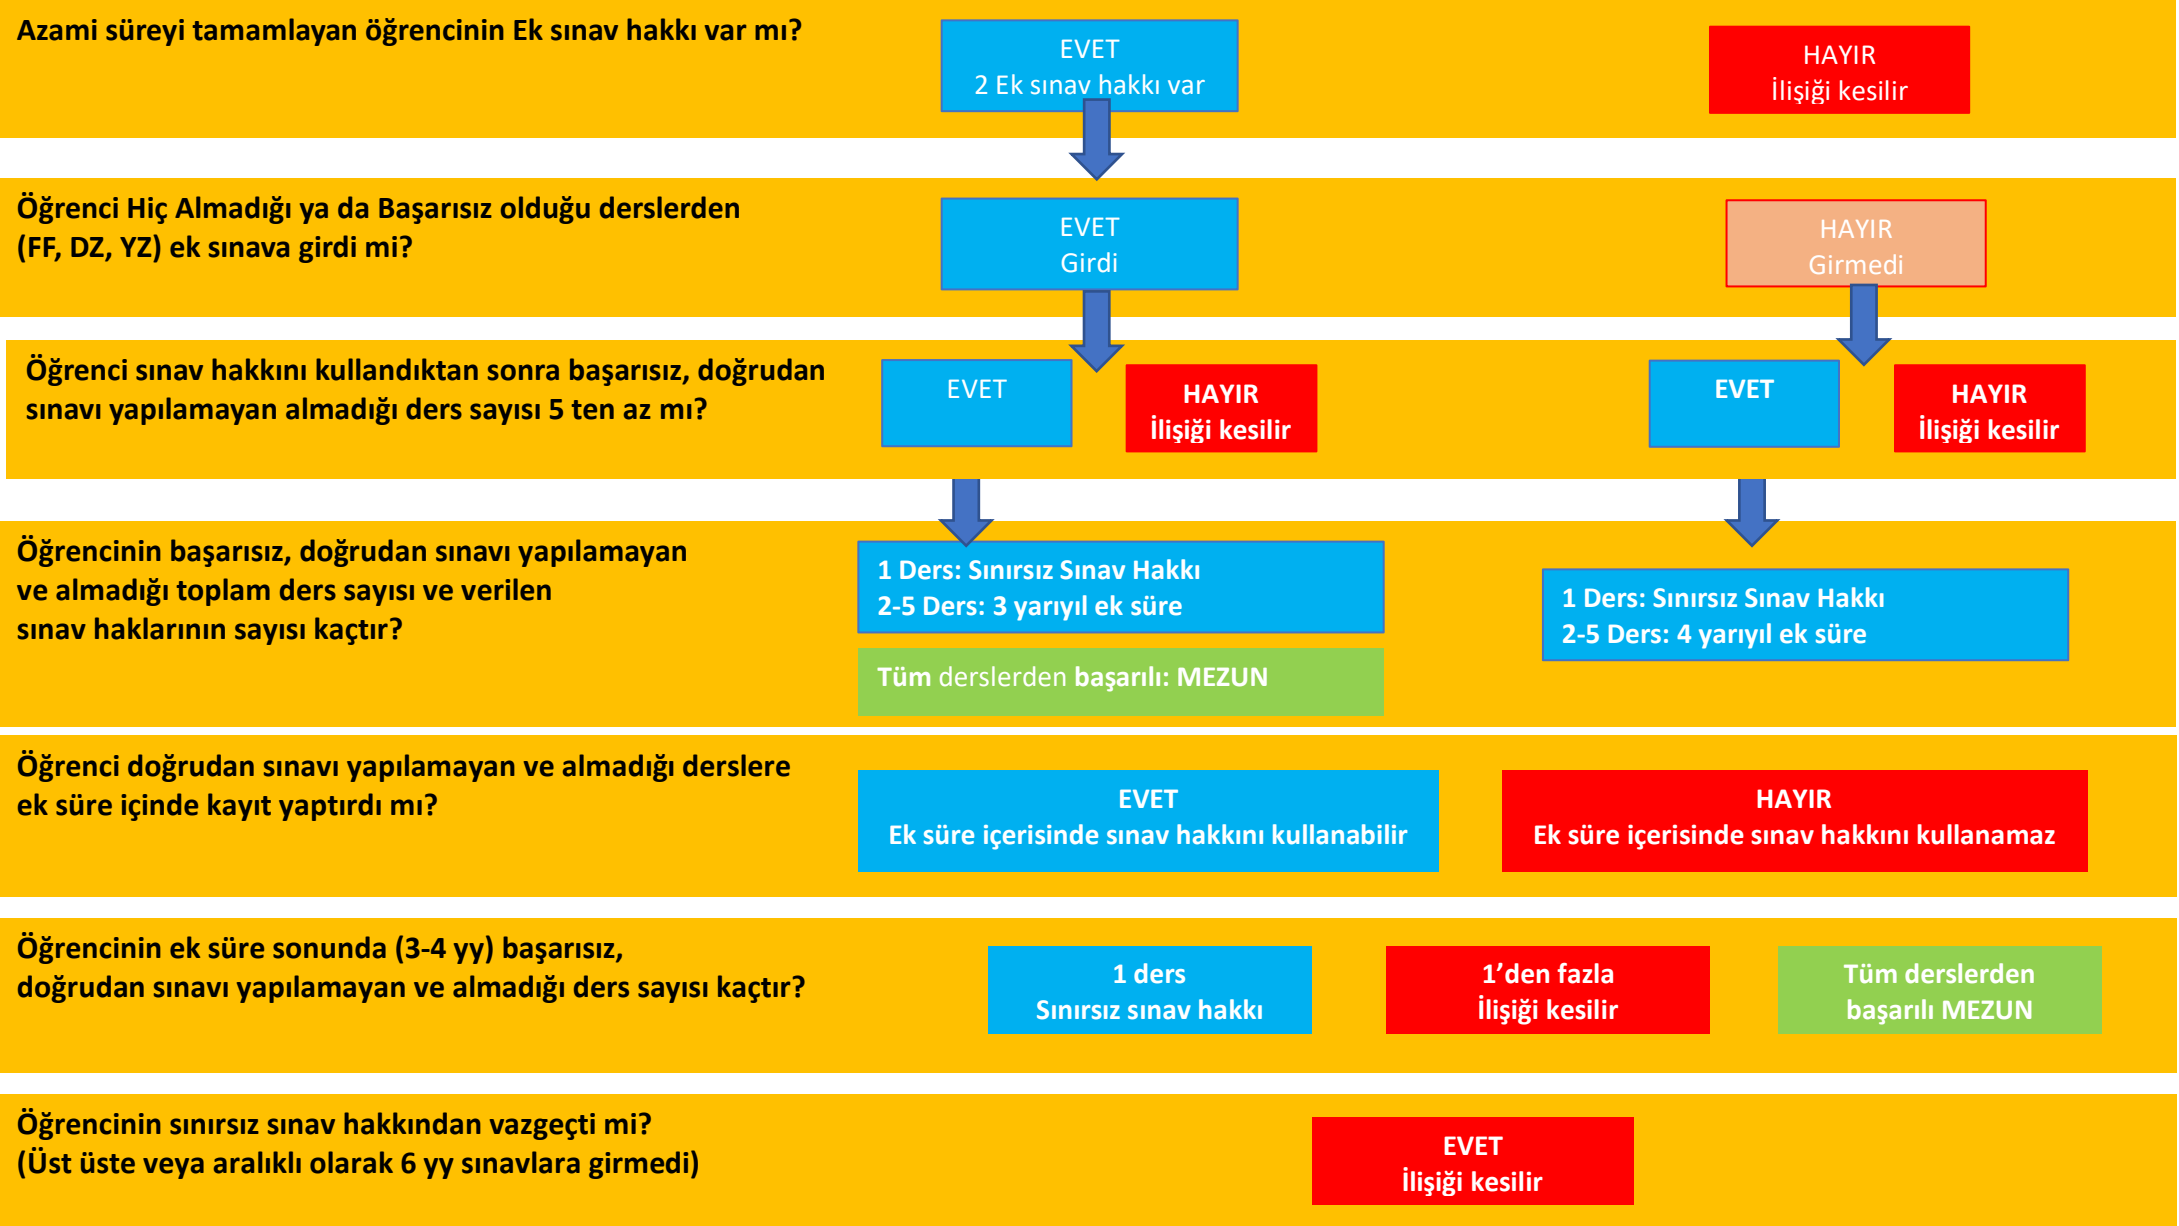 Azami süreyi tamamlayan öğrencinin Ek sınav hakkı var mı?
EVET
2 Ek sınav hakkı var
HAYIR
İlişiği kesilir
Öğrenci Hiç Almadığı ya da Başarısız olduğu derslerden
(FF, DZ, YZ) ek sınava girdi mi?
EVET
Girdi
HAYIR
Girmedi
Öğrenci sınav hakkını kullandıktan sonra başarısız, doğrudan
sınavı yapılamayan almadığı ders sayısı 5 ten az mı?
EVET
HAYIR
İlişiği kesilir
EVET
HAYIR
İlişiği kesilir
Öğrencinin başarısız, doğrudan sınavı yapılamayan
ve almadığı toplam ders sayısı ve verilen
sınav haklarının sayısı kaçtır?
1 Ders: Sınırsız Sınav Hakkı
2-5 Ders: 3 yarıyıl ek süre
Tüm derslerden başarılı: MEZUN
1 Ders: Sınırsız Sınav Hakkı
2-5 Ders: 4 yarıyıl ek süre
Öğrenci doğrudan sınavı yapılamayan ve almadığı derslere
ek süre içinde kayıt yaptırdı mı?
EVET
Ek süre içerisinde sınav hakkını kullanabilir
HAYIR
Ek süre içerisinde sınav hakkını kullanamaz
Öğrencinin ek süre sonunda (3-4 yy) başarısız,
doğrudan sınavı yapılamayan ve almadığı ders sayısı kaçtır?
1 ders
Sınırsız sınav hakkı
1’den fazla
İlişiği kesilir
Tüm derslerden
başarılı MEZUN
Öğrencinin sınırsız sınav hakkından vazgeçti mi?
(Üst üste veya aralıklı olarak 6 yy sınavlara girmedi)
EVET
İlişiği kesilir